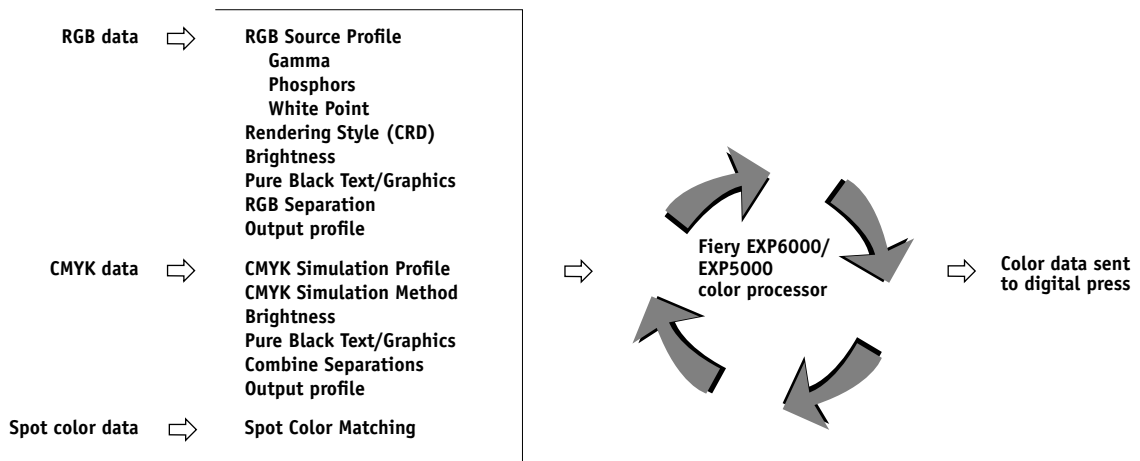 RGB data
RGB Source Profile
Gamma
Phosphors
White Point
Rendering Style (CRD)
Brightness
Pure Black Text/Graphics
RGB Separation
Output profile
CMYK data
CMYK Simulation Profile
CMYK Simulation Method
Brightness
Pure Black Text/Graphics
Combine Separations
Output profile
Spot color data
Spot Color Matching
Fiery EXP6000/
EXP5000
color processor
Color data sent
to digital press